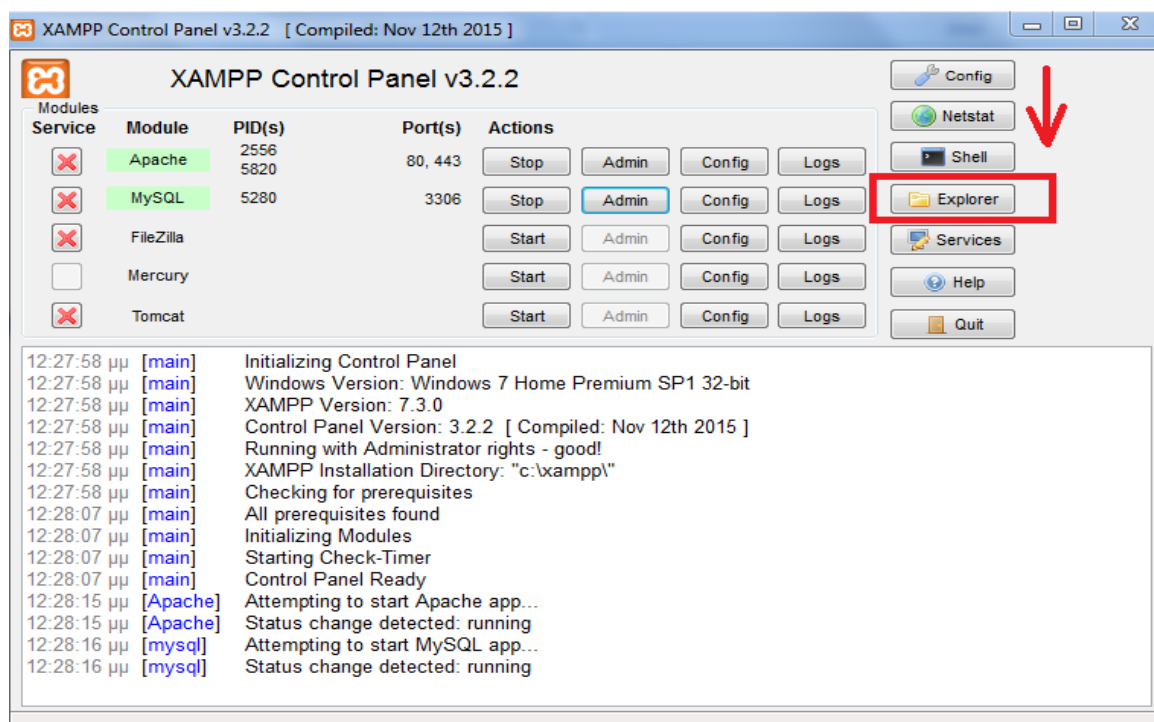 XAMPP Control Panel v3.2.2 [ Compiled: Nov 12th 2015 ]
XAMPP Control Panel v3.2.2
Config
Modules
Netstat
Service Module PID(s) Port(s) Actions
Apache 2556 5820 80, 443 Stop Admin Config Logs
Shell
MySQL 5280 3306 Stop Admin Config Logs
Explorer
FileZilla Start Admin Config Logs
Services
Mercury Start Admin Config Logs
Help
Tomcat Start Admin Config Logs
Quit
12:27:58 μμ [main] Initializing Control Panel
12:27:58 μμ [main] Windows Version: Windows 7 Home Premium SP1 32-bit
12:27:58 μμ [main] XAMPP Version: 7.3.0
12:27:58 μμ [main] Control Panel Version: 3.2.2 [ Compiled: Nov 12th 2015 ]
12:27:58 μμ [main] Running with Administrator rights - good!
12:27:58 μμ [main] XAMPP Installation Directory: "c:\xampp\"
12:27:58 μμ [main] Checking for prerequisites
12:28:07 μμ [main] All prerequisites found
12:28:07 μμ [main] Initializing Modules
12:28:07 μμ [main] Starting Check-Timer
12:28:07 μμ [main] Control Panel Ready
12:28:15 μμ [Apache] Attempting to start Apache app...
12:28:15 μμ [Apache] Status change detected: running
12:28:16 μμ [mysql] Attempting to start MySQL app...
12:28:16 μμ [mysql] Status change detected: running